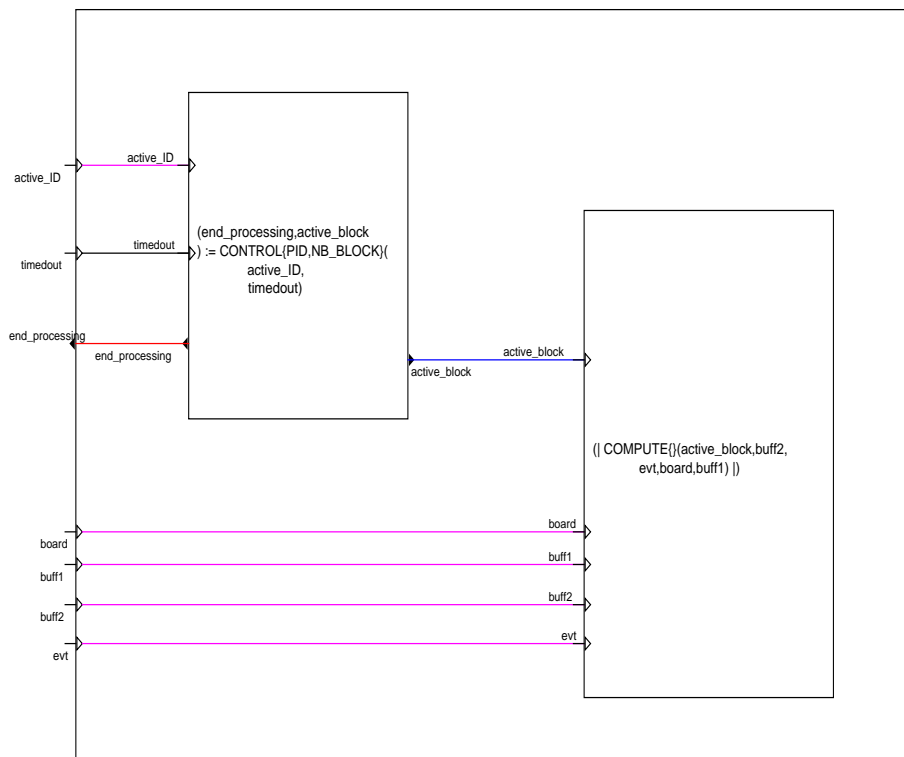 active_ID
active_ID
timedout
timedout
(end_processing,active_block
) := CONTROL{PID,NB_BLOCK}(
active_ID,
timedout)
end_processing
end_processing
active_block
active_block
(| COMPUTE{}(active_block,buff2,
evt,board,buff1) |)
board
board
buff1
buff1
buff2
buff2
evt
evt